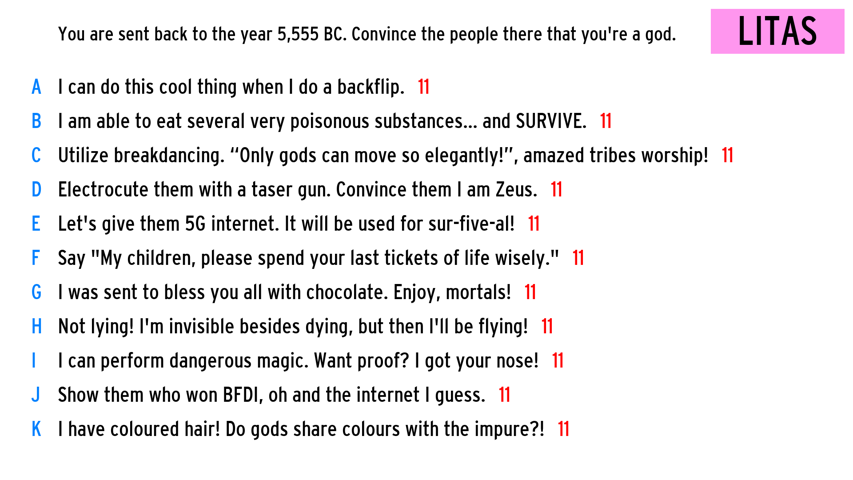 You are sent back to the year 5,555 BC. Convince the people there that you're a god.
LITAS
A I can do this cool thing when I do a backflip. 11
B I am able to eat several very poisonous substances... and SURVIVE. 11
C Utilize breakdancing. “Only gods can move so elegantly!”, amazed tribes worship! 11
D Electrocute them with a taser gun. Convince them I am Zeus. 11
E Let's give them 5G internet. It will be used for sur-five-al! 11
F Say "My children, please spend your last tickets of life wisely." 11
G I was sent to bless you all with chocolate. Enjoy, mortals! 11
H Not lying! I'm invisible besides dying, but then I'll be flying! 11
I I can perform dangerous magic. Want proof? I got your nose! 11
J Show them who won BFDI, oh and the internet I guess. 11
K I have coloured hair! Do gods share colours with the impure?! 11